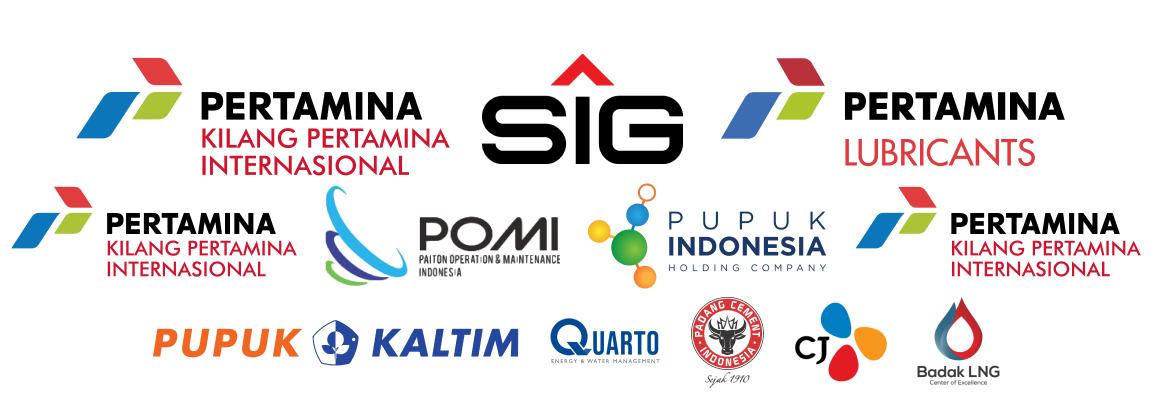 PERTAMINA
KILANG PERTAMINA
INTERNASIONAL
SIG
PERTAMINA
LUBRICANTS
PERTAMINA
KILANG PERTAMINA
INTERNASIONAL
POMI
PAITON OPERATION & MAINTENANCE
INDONESIA
PUPUK
INDONESIA
HOLDING COMPANY
PERTAMINA
KILANG PERTAMINA
INTERNASIONAL
PUPUK KALTIM
QUARTO
ENERGY & WATER MANAGEMENT
PADANG CEMENT
INDONESIA
Sejak 1910
CJ
Badak LNG
Center of Excellence